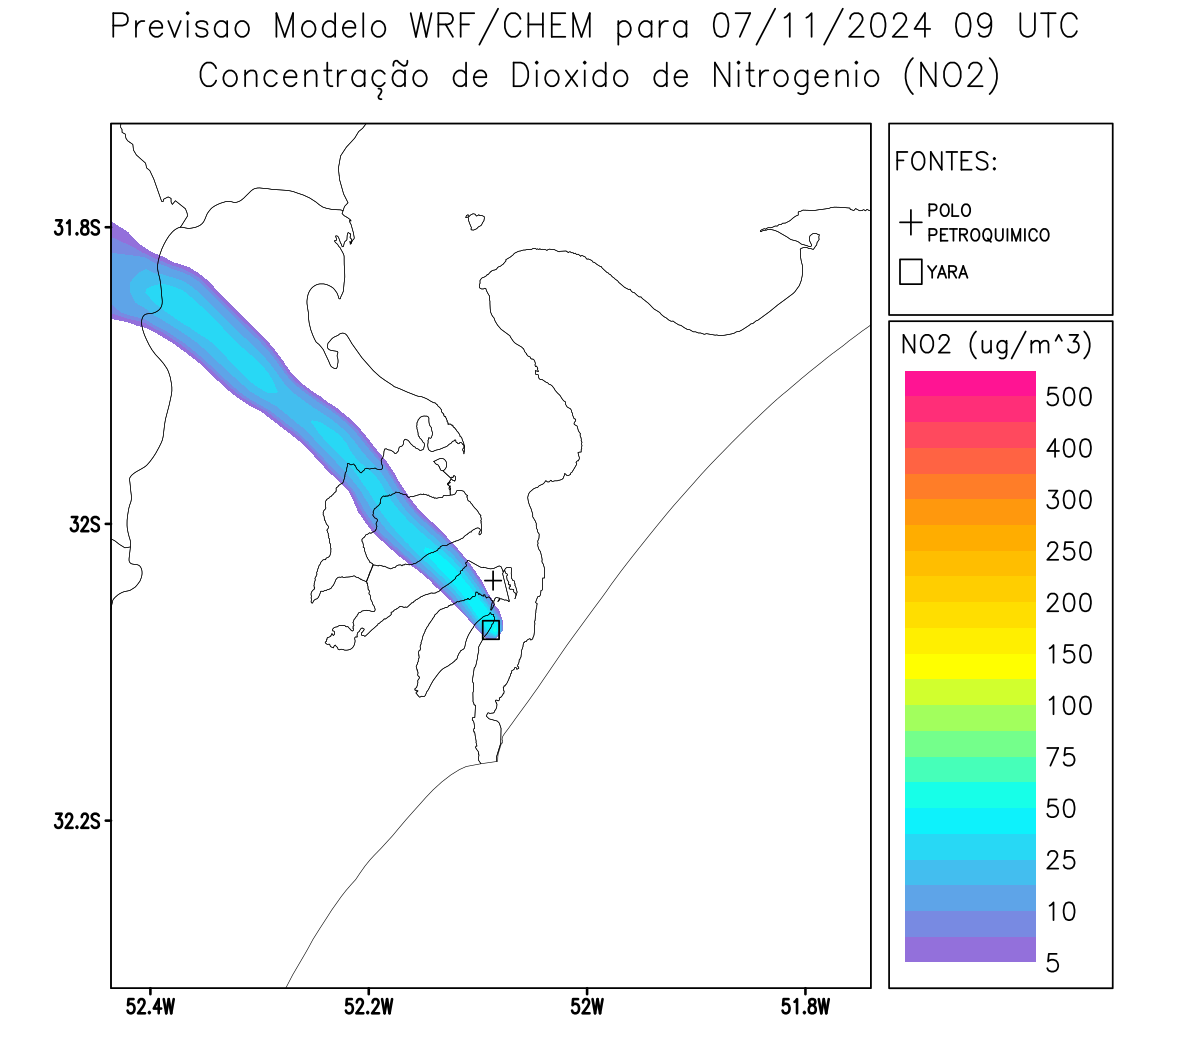 Previsao Modelo WRF/CHEM para 07/11/2024 09 UTC
Concentração de Dioxido de Nitrogenio (NO2)
FONTES:
POLO
PETROQUIMICO
YARA
NO2 (ug/m^3)
500
400
300
250
200
150
100
75
50
25
10
5
31.8S
32S
32.2S
52.4W
52.2W
52W
51.8W